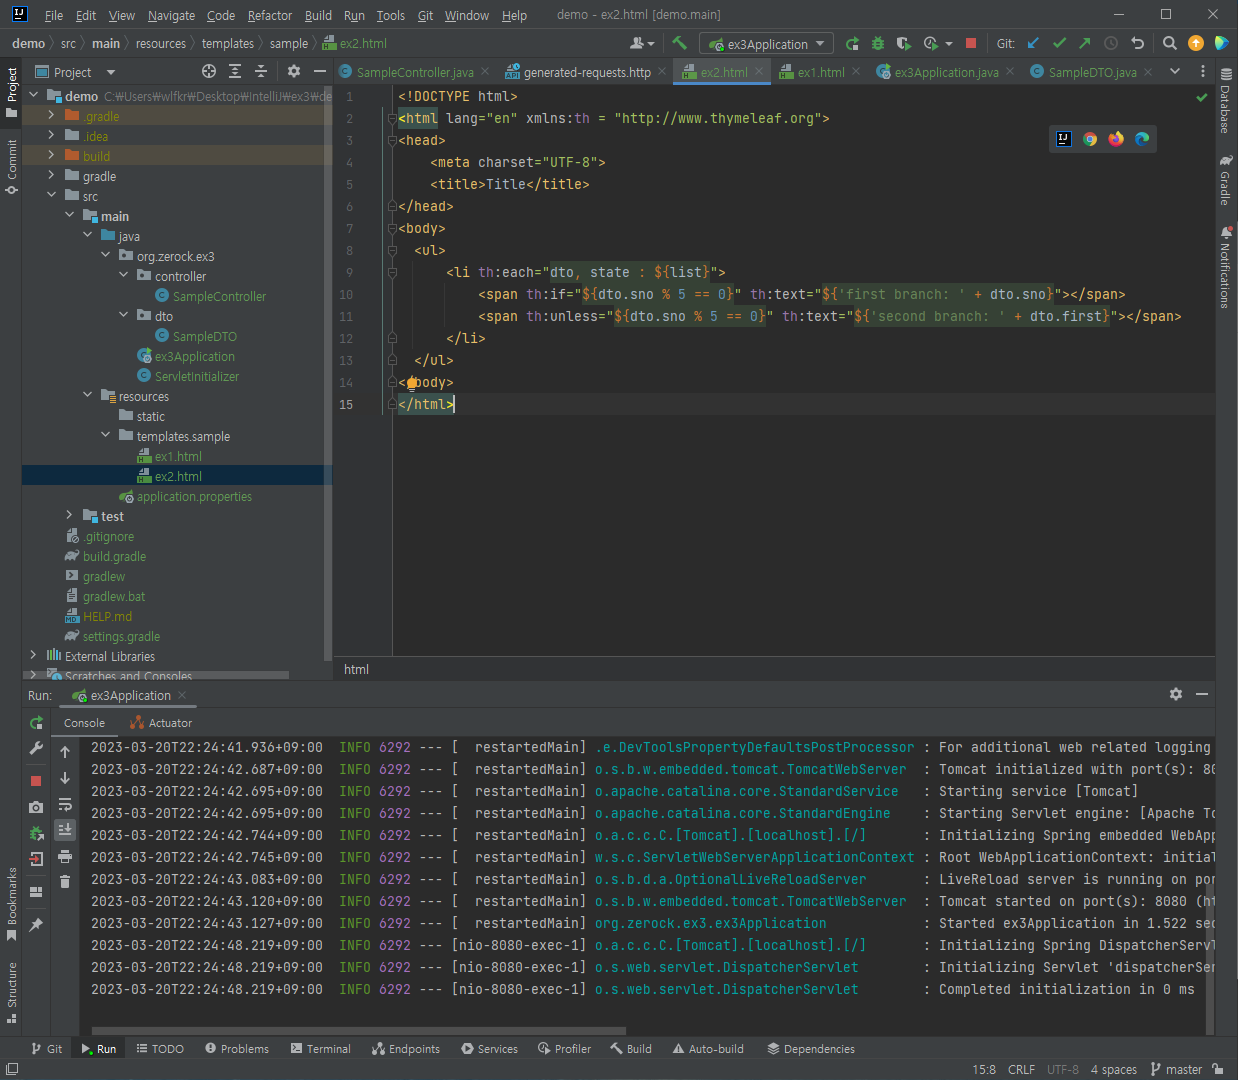 File Edit View Navigate Code Refactor Build Run Tools Git Window Help demo - ex2.html [demo.main]
demo src main resources templates sample ex2.html ex3Application Git:
Project
SampleController.java generated-requests.http ex2.html ex1.html ex3Application.java SampleDTO.java
Project
Commit
Bookmarks
Structure
Database
Gradle
Notifications
demo C:₩Users₩wlfkr₩Desktop₩IntelliJ₩ex3₩de
.gradle
.idea
build
gradle
src
main
java
org.zerock.ex3
controller
SampleController
dto
SampleDTO
ex3Application
ServletInitializer
resources
static
templates.sample
ex1.html
ex2.html
application.properties
test
.gitignore
build.gradle
gradlew
gradlew.bat
HELP.md
settings.gradle
External Libraries
Scratches and Consoles
1 <!DOCTYPE html>
2 <html lang="en" xmlns:th = "http://www.thymeleaf.org">
3 <head>
4 <meta charset="UTF-8">
5 <title>Title</title>
6 </head>
7 <body>
8 <ul>
9 <li th:each="dto, state : ${list}">
10 <span th:if="${dto.sno % 5 == 0}" th:text="${'first branch: ' + dto.sno}"></span>
11 <span th:unless="${dto.sno % 5 == 0}" th:text="${'second branch: ' + dto.first}"></span>
12 </li>
13 </ul>
14 < body>
15 </html>
html
Run: ex3Application
Console Actuator
2023-03-20T22:24:41.936+09:00 INFO 6292 --- [ restartedMain] .e.DevToolsPropertyDefaultsPostProcessor : For additional web related logging
2023-03-20T22:24:42.687+09:00 INFO 6292 --- [ restartedMain] o.s.b.w.embedded.tomcat.TomcatWebServer : Tomcat initialized with port(s): 80
2023-03-20T22:24:42.695+09:00 INFO 6292 --- [ restartedMain] o.apache.catalina.core.StandardService : Starting service [Tomcat]
2023-03-20T22:24:42.695+09:00 INFO 6292 --- [ restartedMain] o.apache.catalina.core.StandardEngine : Starting Servlet engine: [Apache To
2023-03-20T22:24:42.744+09:00 INFO 6292 --- [ restartedMain] o.a.c.c.C.[Tomcat].[localhost].[/] : Initializing Spring embedded WebApp
2023-03-20T22:24:42.745+09:00 INFO 6292 --- [ restartedMain] w.s.c.ServletWebServerApplicationContext : Root WebApplicationContext: initial
2023-03-20T22:24:43.083+09:00 INFO 6292 --- [ restartedMain] o.s.b.d.a.OptionalLiveReloadServer : LiveReload server is running on por
2023-03-20T22:24:43.120+09:00 INFO 6292 --- [ restartedMain] o.s.b.w.embedded.tomcat.TomcatWebServer : Tomcat started on port(s): 8080 (ht
2023-03-20T22:24:43.127+09:00 INFO 6292 --- [ restartedMain] org.zerock.ex3.ex3Application : Started ex3Application in 1.522 sec
2023-03-20T22:24:48.219+09:00 INFO 6292 --- [nio-8080-exec-1] o.a.c.c.C.[Tomcat].[localhost].[/] : Initializing Spring DispatcherServl
2023-03-20T22:24:48.219+09:00 INFO 6292 --- [nio-8080-exec-1] o.s.web.servlet.DispatcherServlet : Initializing Servlet 'dispatcherSer
2023-03-20T22:24:48.219+09:00 INFO 6292 --- [nio-8080-exec-1] o.s.web.servlet.DispatcherServlet : Completed initialization in 0 ms
Git Run TODO Problems Terminal Endpoints Services Profiler Build Auto-build Dependencies
15:8 CRLF UTF-8 4 spaces master